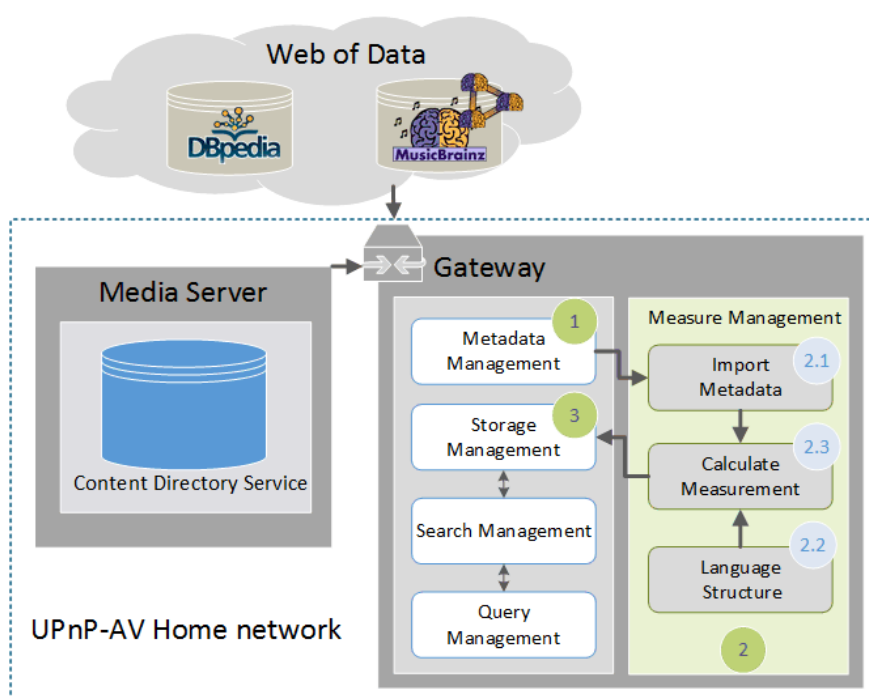 Web of Data
DBpedia
MusicBrainz
Gateway
Media Server
Content Directory Service
1
Metadata
Management
3
Storage
Management
Search Management
Query
Management
Measure Management
2.1
Import
Metadata
2.3
Calculate
Measurement
2.2
Language
Structure
2
UPnP-AV Home network